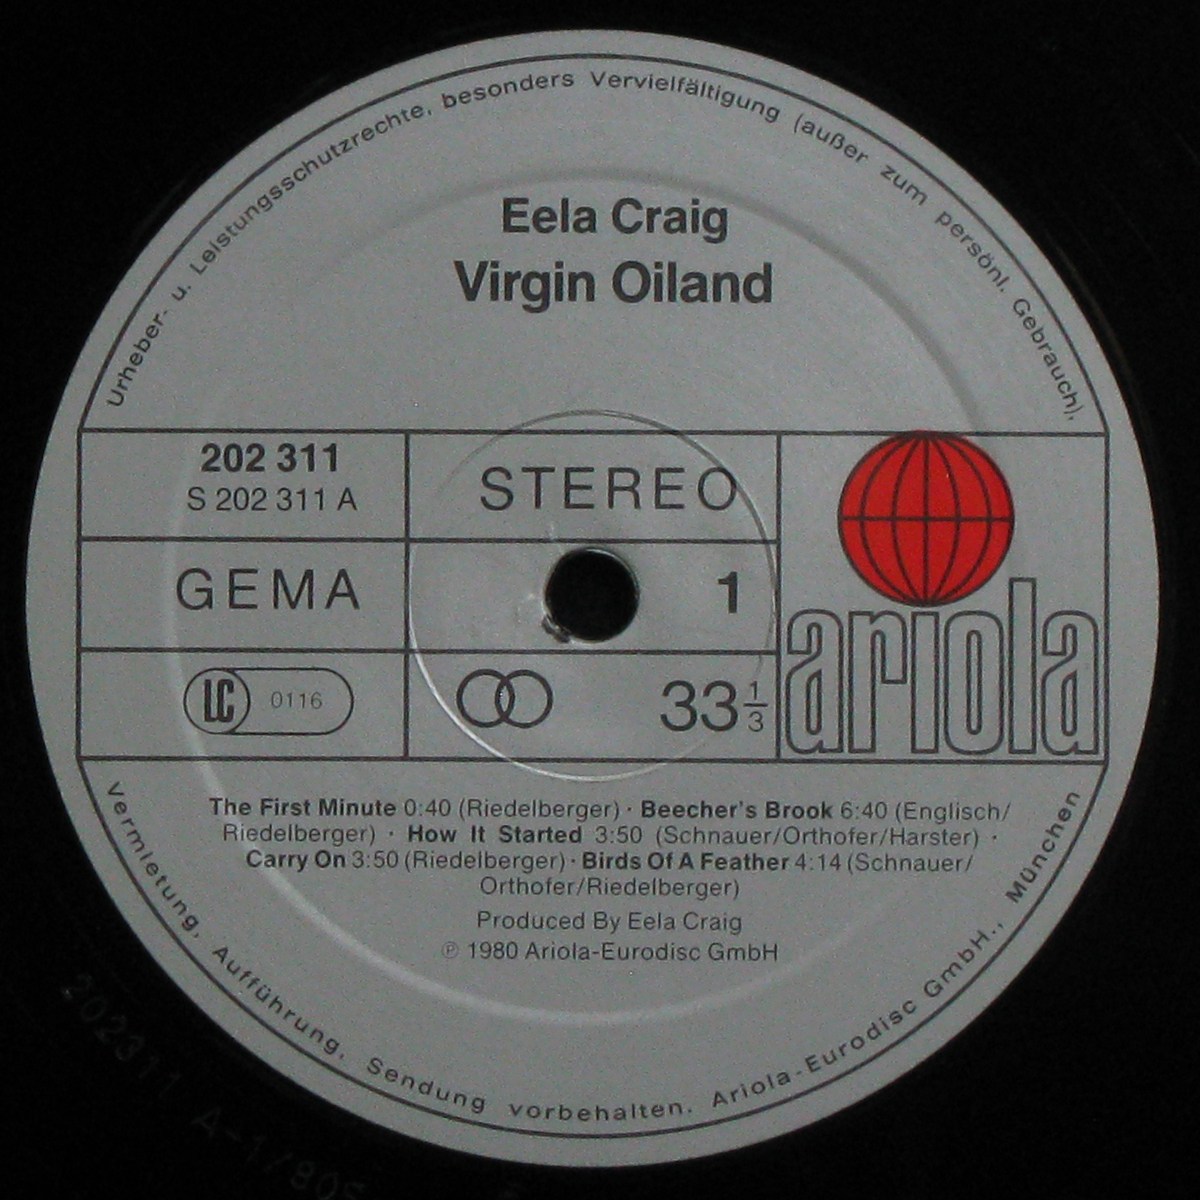 Urheber- u. Leistungsschutzrechte, besonders Vervielfältigung (außer zum persönl. Gebrauch),
Eela Craig
Virgin Oiland
202 311
S 202 311 A
STEREO
GEMA
1
LC 0116
33 1/3
ariola
The First Minute 0:40 (Riedelberger) · Beecher's Brook 6:40 (Englisch/
Riedelberger) · How It Started 3:50 (Schnauer/Orthofer/Harster) ·
Carry On 3:50 (Riedelberger) · Birds Of A Feather 4:14 (Schnauer/
Orthofer/Riedelberger)
Produced By Eela Craig
℗ 1980 Ariola-Eurodisc GmbH
Vermietung, Aufführung, Sendung vorbehalten. Ariola-Eurodisc GmbH., München
202311 A-1/80S